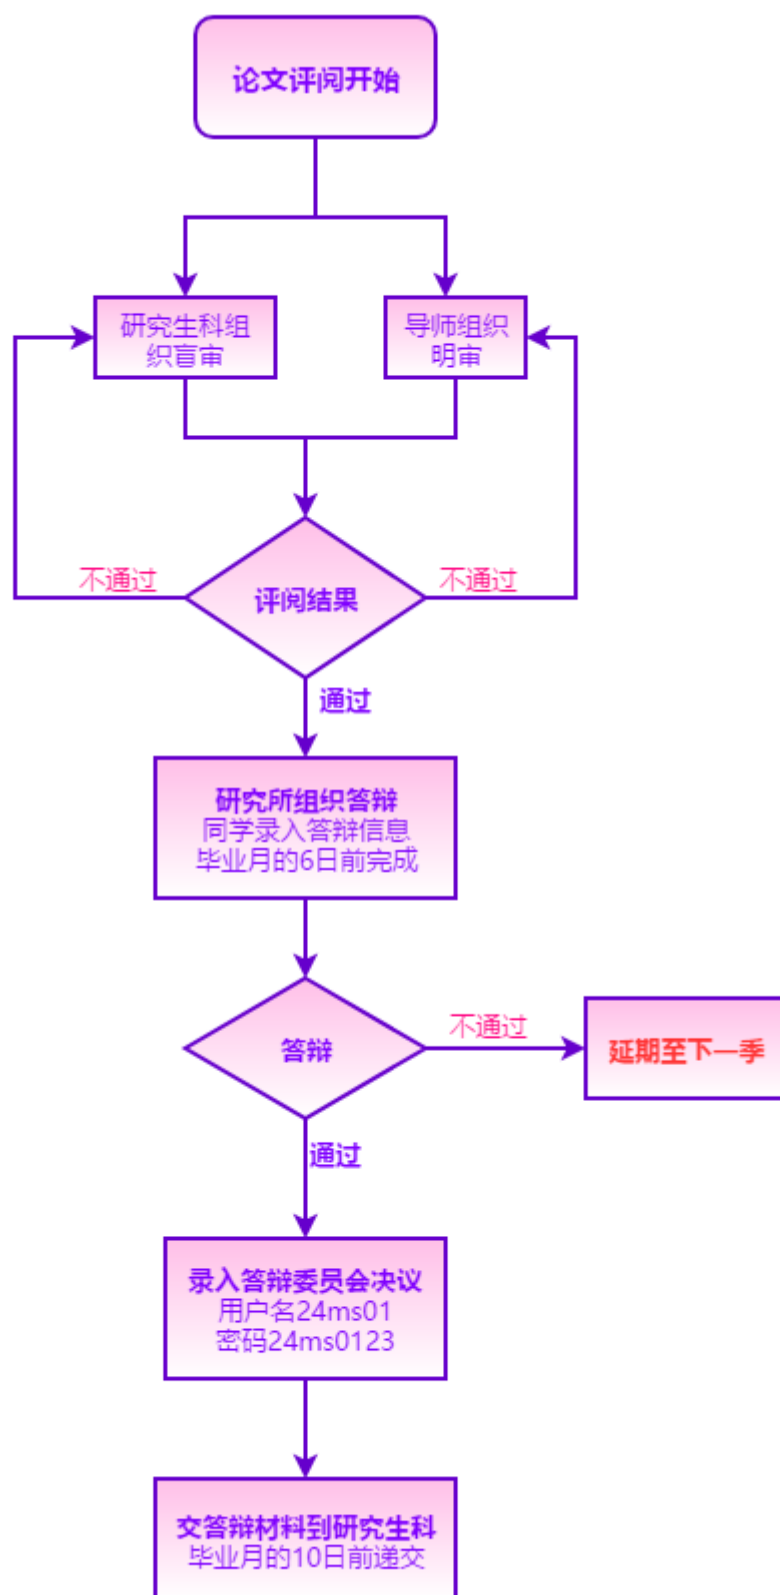 论文评阅开始
研究生科组
织盲审
导师组织
明审
不通过
评阅结果
不通过
通过
研究所组织答辩
同学录入答辩信息
毕业月的6日前完成
答辩
不通过
延期至下一季
通过
录入答辩委员会决议
用户名24ms01
密码24ms0123
交答辩材料到研究生科
毕业月的10日前递交